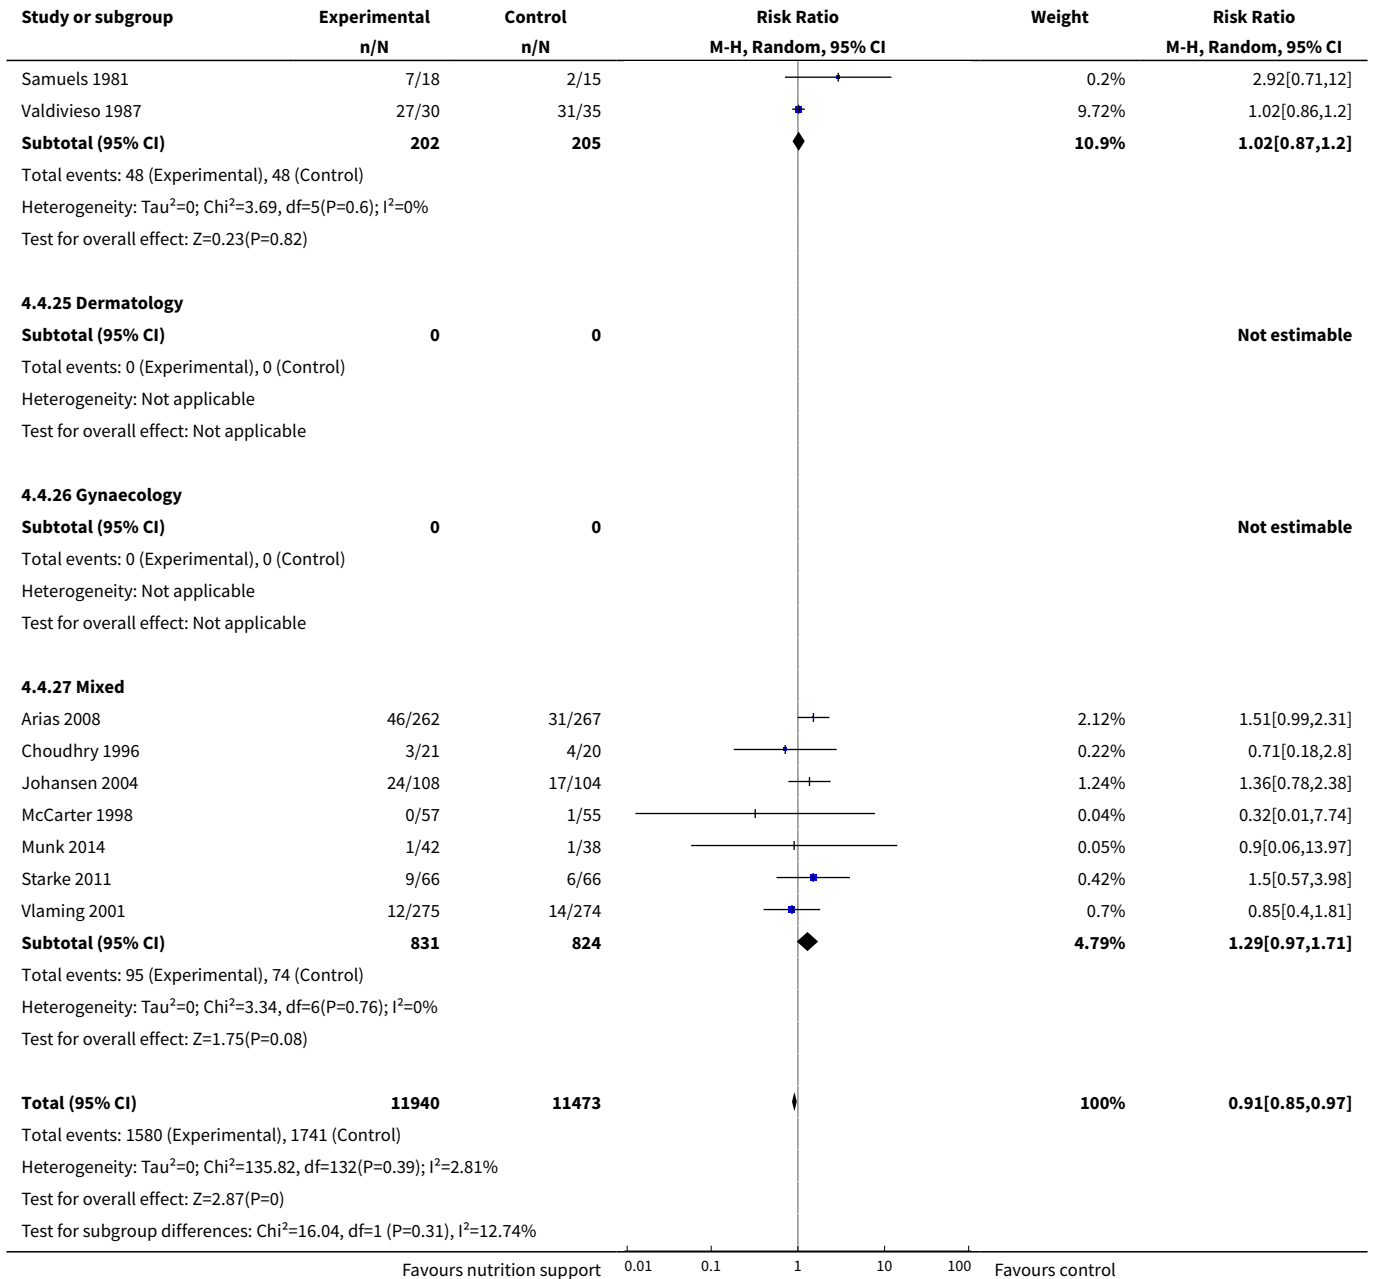 Study or subgroup Experimental Control Risk Ratio Weight Risk Ratio
n/N n/N M-H, Random, 95% CI M-H, Random, 95% CI
Samuels 1981 7/18 2/15 0.2% 2.92[0.71,12]
Valdivieso 1987 27/30 31/35 9.72% 1.02[0.86,1.2]
Subtotal (95% CI) 202 205 10.9% 1.02[0.87,1.2]
Total events: 48 (Experimental), 48 (Control)
Heterogeneity: Tau²=0; Chi²=3.69, df=5(P=0.6); I²=0%
Test for overall effect: Z=0.23(P=0.82)
4.4.25 Dermatology
Subtotal (95% CI) 0 0 Not estimable
Total events: 0 (Experimental), 0 (Control)
Heterogeneity: Not applicable
Test for overall effect: Not applicable
4.4.26 Gynaecology
Subtotal (95% CI) 0 0 Not estimable
Total events: 0 (Experimental), 0 (Control)
Heterogeneity: Not applicable
Test for overall effect: Not applicable
4.4.27 Mixed
Arias 2008 46/262 31/267 2.12% 1.51[0.99,2.31]
Choudhry 1996 3/21 4/20 0.22% 0.71[0.18,2.8]
Johansen 2004 24/108 17/104 1.24% 1.36[0.78,2.38]
McCarter 1998 0/57 1/55 0.04% 0.32[0.01,7.74]
Munk 2014 1/42 1/38 0.05% 0.9[0.06,13.97]
Starke 2011 9/66 6/66 0.42% 1.5[0.57,3.98]
Vlaming 2001 12/275 14/274 0.7% 0.85[0.4,1.81]
Subtotal (95% CI) 831 824 4.79% 1.29[0.97,1.71]
Total events: 95 (Experimental), 74 (Control)
Heterogeneity: Tau²=0; Chi²=3.34, df=6(P=0.76); I²=0%
Test for overall effect: Z=1.75(P=0.08)
Total (95% CI) 11940 11473 100% 0.91[0.85,0.97]
Total events: 1580 (Experimental), 1741 (Control)
Heterogeneity: Tau²=0; Chi²=135.82, df=132(P=0.39); I²=2.81%
Test for overall effect: Z=2.87(P=0)
Test for subgroup differences: Chi²=16.04, df=1 (P=0.31), I²=12.74%
Favours nutrition support 0.01 0.1 1 10 100 Favours control